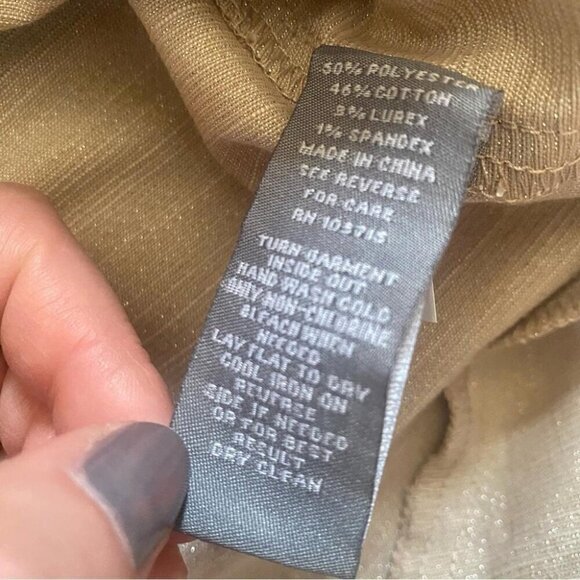 50% POLYESTER
46% COTTON
3% LUREX
1% SPANDEX
MADE IN CHINA
SEE REVERSE
FOR CARE
RN 103715
TURN GARMENT
INSIDE OUT
HAND WASH COLD
ONLY NON-CHLORINE
BLEACH WHEN
NEEDED
LAY FLAT TO DRY
COOL IRON ON
REVERSE
SIDE IF NEEDED
OR FOR BEST
RESULT
DRY CLEAN